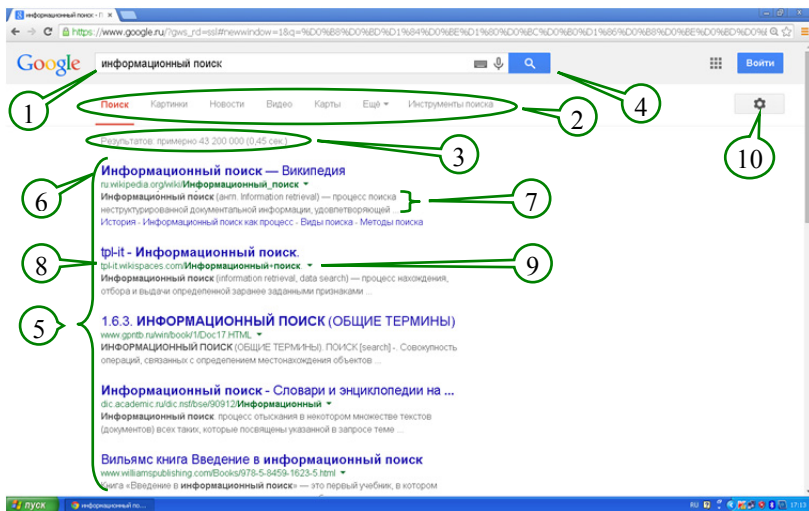 информационный поиск - П
https://www.google.ru/?gws_rd=ssl#newwindow=1&q=%D0%B8%D0%BD%D1%84%D0%BE%D1%80%D0%BC%D0%B0%D1%86%D0%B8%D0%BE%D0%BD%D0%BD
Google информационный поиск Войти
1 Поиск Картинки Новости Видео Карты Ещё Инструменты поиска 2 4
Результатов: примерно 43 200 000 (0,45 сек.) 3 10
6 Информационный поиск — Википедия
ru.wikipedia.org/wiki/Информационный_поиск
Информационный поиск (англ. Information retrieval) — процесс поиска 7
неструктурированной документальной информации, удовлетворяющей ...
История - Информационный поиск как процесс - Виды поиска - Методы поиска
tpl-it - Информационный поиск.
8 tpl-it.wikispaces.com/Информационный+поиск. 9
Информационный поиск (information retrieval, data search) — процесс нахождения,
отбора и выдачи определенной заранее заданными признаками ...
5 1.6.3. ИНФОРМАЦИОННЫЙ ПОИСК (ОБЩИЕ ТЕРМИНЫ)
www.gpntb.ru/win/book/1/Doc17.HTML
ИНФОРМАЦИОННЫЙ ПОИСК (ОБЩИЕ ТЕРМИНЫ). ПОИСК [search] -. Совокупность
операций, связанных с определением местонахождения объектов ...
Информационный поиск - Словари и энциклопедии на ...
dic.academic.ru/dic.nsf/bse/90912/Информационный
Информационный поиск. процесс отыскания в некотором множестве текстов
(документов) всех таких, которые посвящены указанной в запросе теме ...
Вильямс книга Введение в информационный поиск
www.williamspublishing.com/Books/978-5-8459-1623-5.html
Книга «Введение в информационный поиск» — это первый учебник, в котором
пуск информационный по... RU 17:13